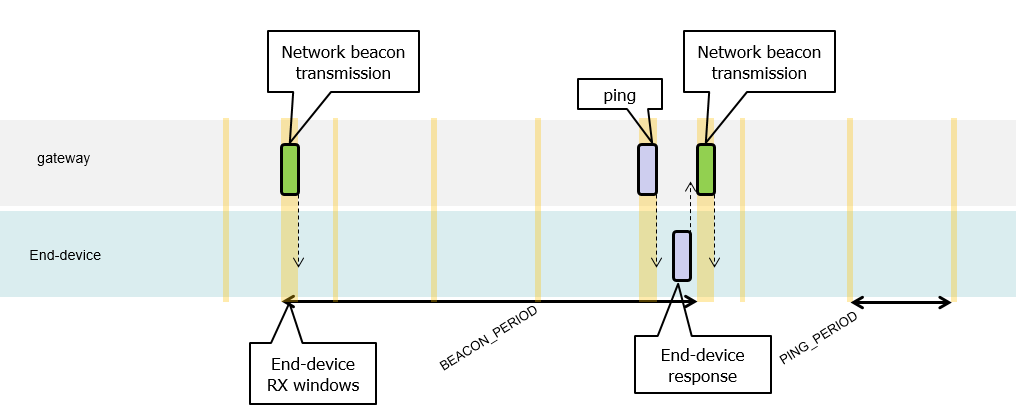 Network beacon
transmission
Network beacon
transmission
ping
gateway
End-device
BEACON_PERIOD
PING_PERIOD
End-device
RX windows
End-device
response